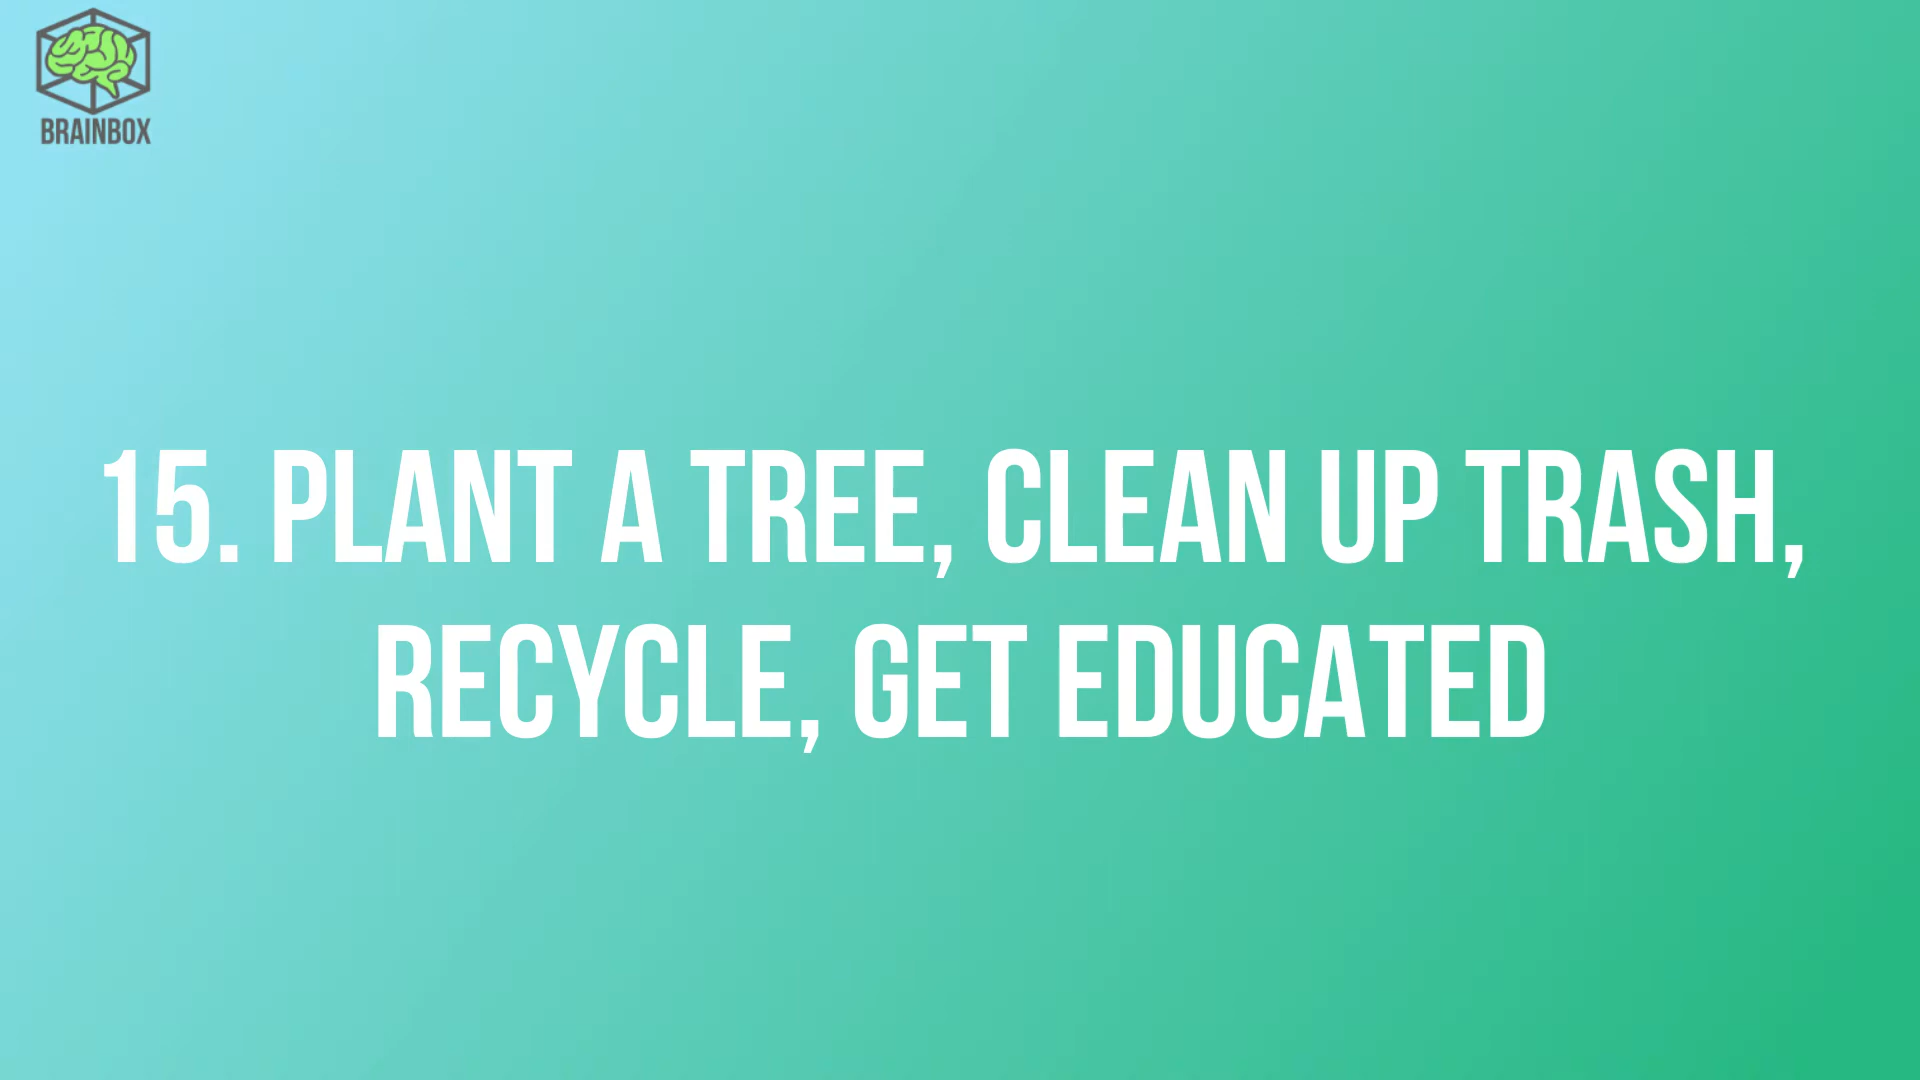 BRAINBOX
15. PLANT A TREE, CLEAN UP TRASH,
RECYCLE, GET EDUCATED